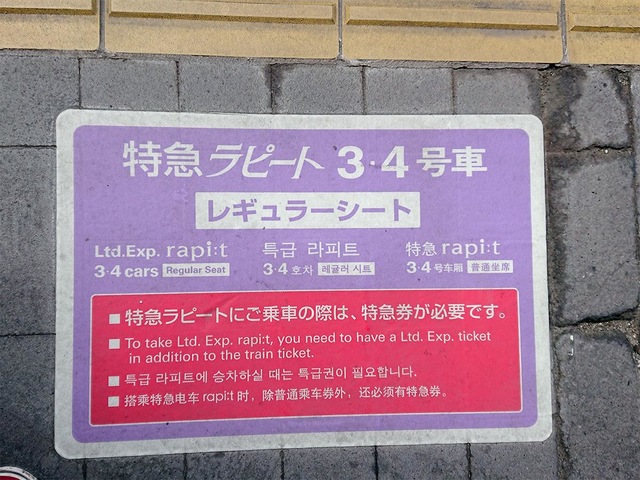 特急ラピート 3・4号車
レギュラーシート
Ltd.Exp. rapi:t
3・4 cars Regular Seat
특급 라피트
3・4 호차 레귤러 시트
特急 rapi:t
3・4 号车厢 普通坐席
■ 特急ラピートにご乗車の際は、特急券が必要です。
■ To take Ltd. Exp. rapi:t, you need to have a Ltd. Exp. ticket
in addition to the train ticket.
■ 특급 라피트에 승차하실 때는 특급권이 필요합니다.
■ 搭乘特急电车 rapi:t 时，除普通乘车券外，还必须有特急券。